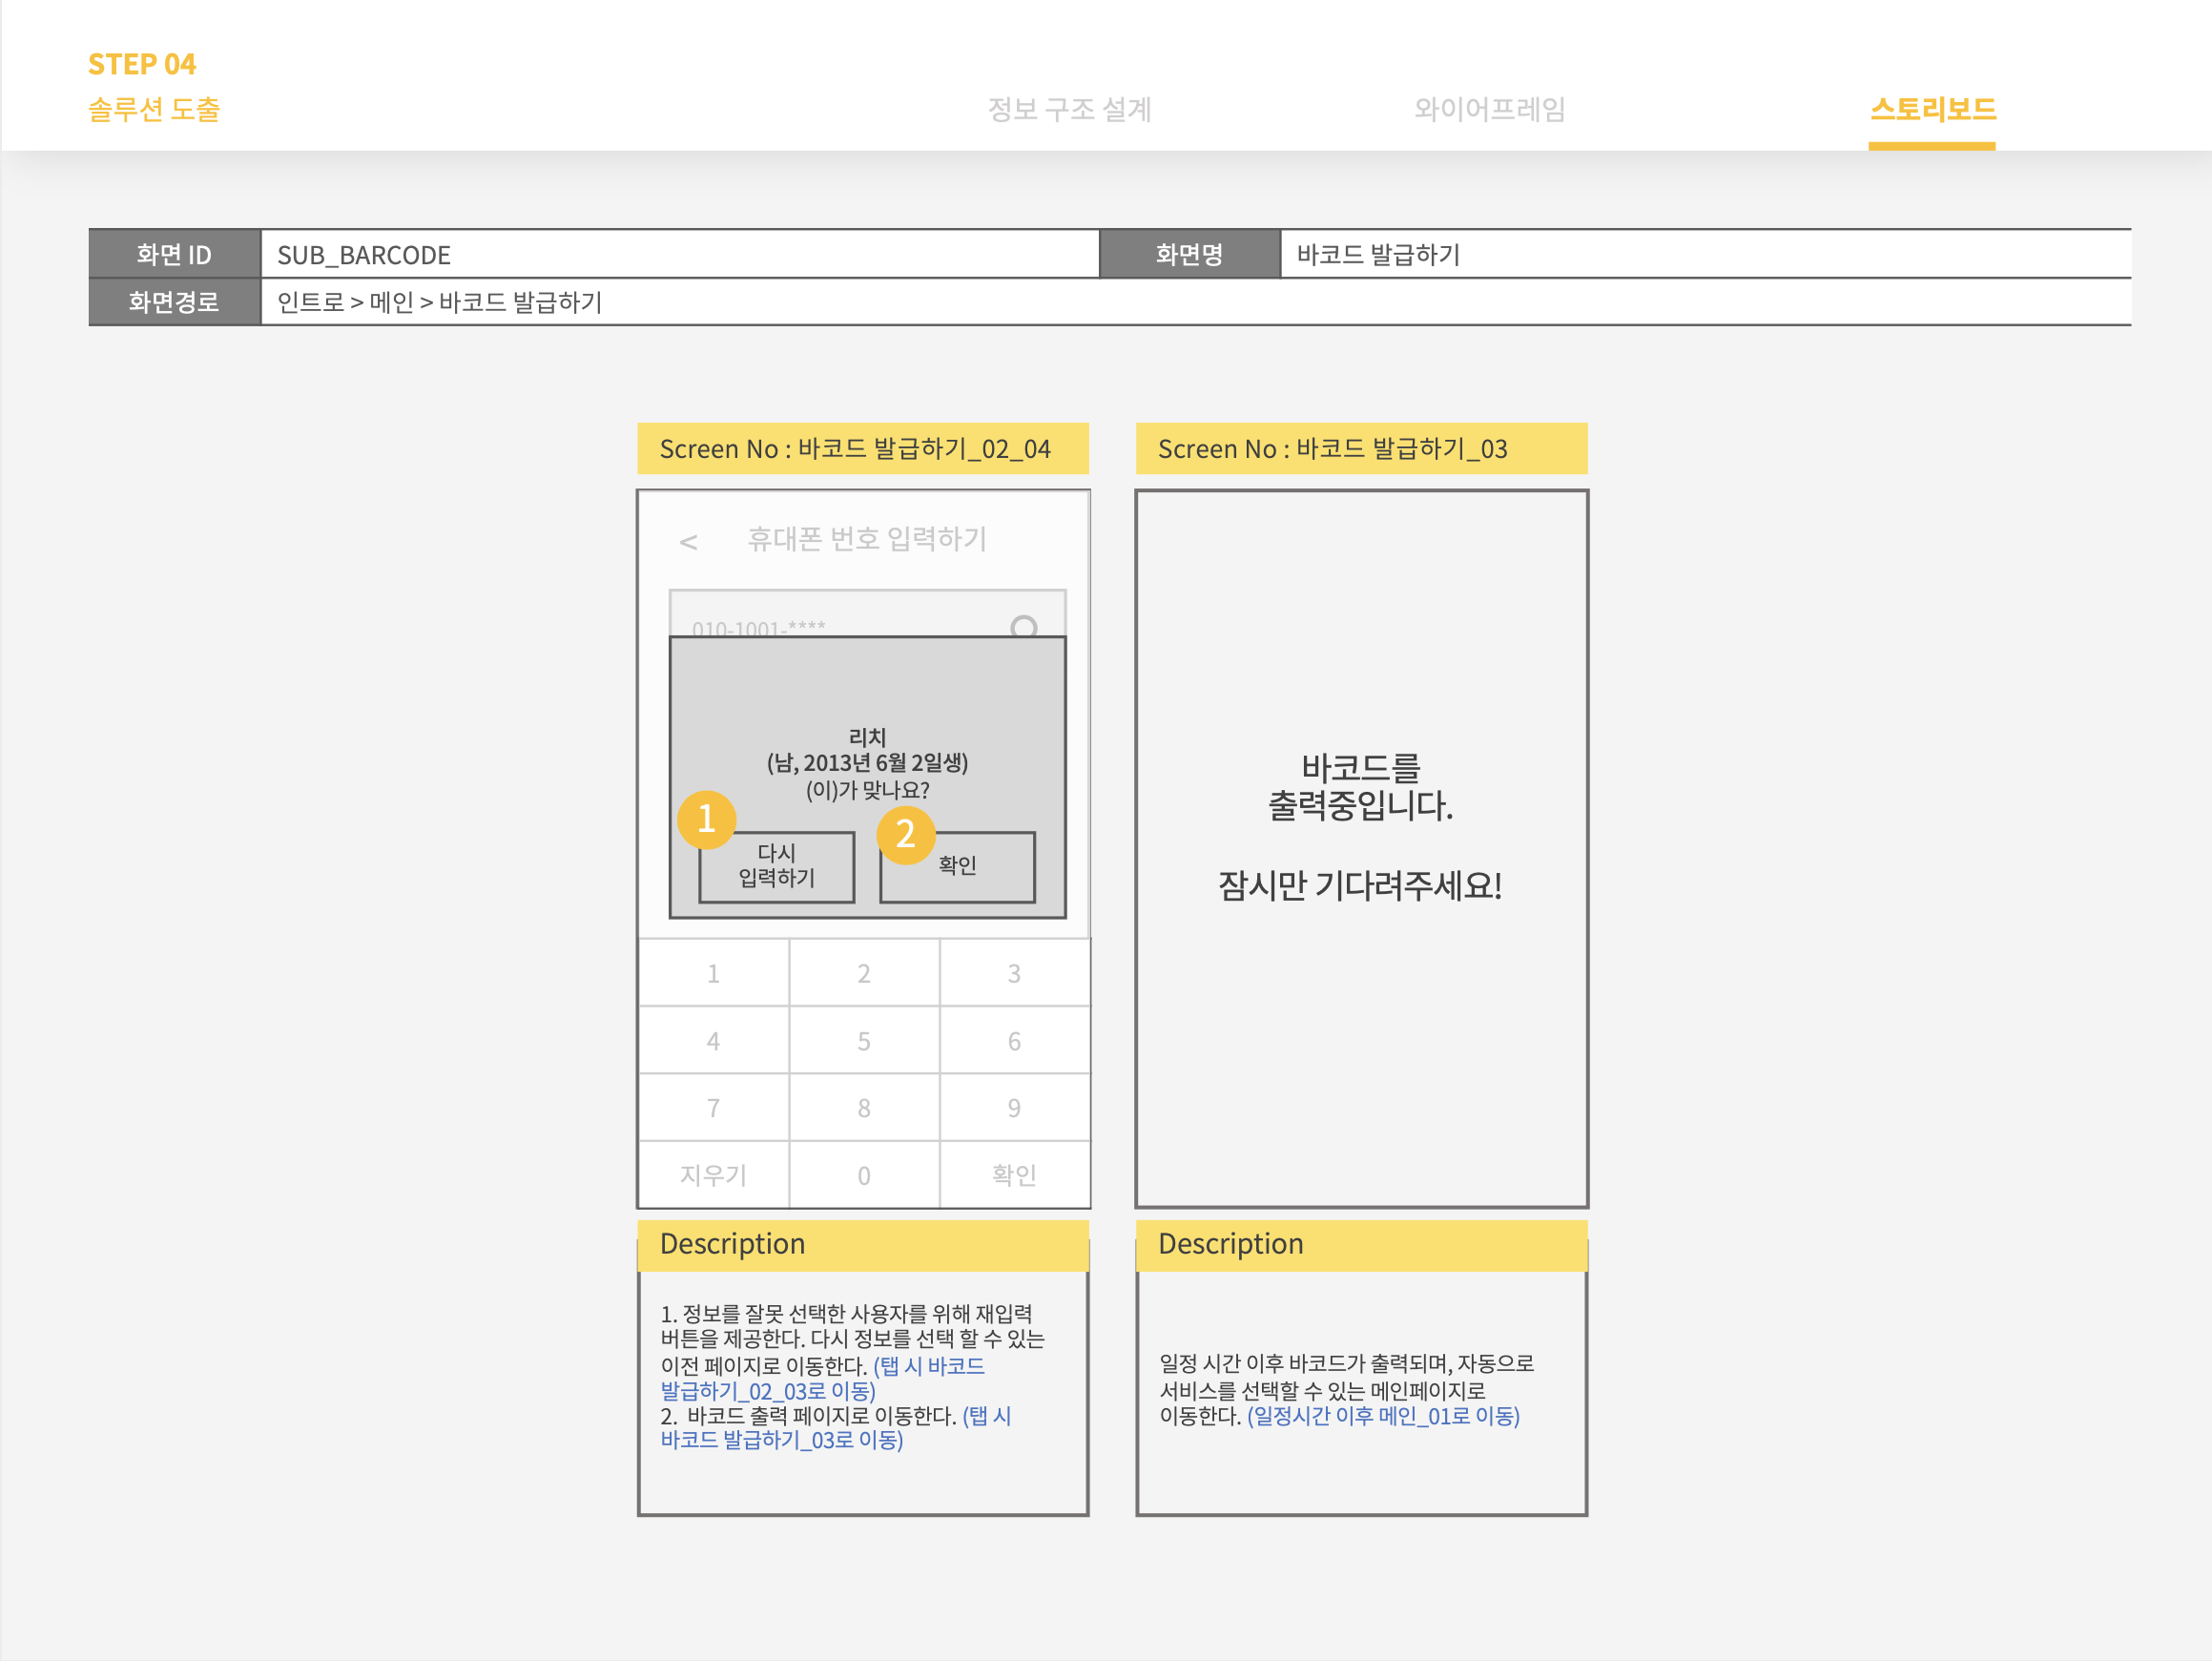 STEP 04
솔루션 도출
정보 구조 설계
와이어프레임
스토리보드
화면 ID
SUB_BARCODE
화면명
바코드 발급하기
화면경로
인트로 > 메인 > 바코드 발급하기
Screen No : 바코드 발급하기_02_04
< 휴대폰 번호 입력하기
010-1001-****
리치
(남, 2013년 6월 2일생)
(이)가 맞나요?
1
다시
입력하기
2
확인
1 2 3
4 5 6
7 8 9
지우기 0 확인
Description
1. 정보를 잘못 선택한 사용자를 위해 재입력
버튼을 제공한다. 다시 정보를 선택 할 수 있는
이전 페이지로 이동한다. (탭 시 바코드
발급하기_02_03로 이동)
2. 바코드 출력 페이지로 이동한다. (탭 시
바코드 발급하기_03로 이동)
Screen No : 바코드 발급하기_03
바코드를
출력중입니다.
잠시만 기다려주세요!
Description
일정 시간 이후 바코드가 출력되며, 자동으로
서비스를 선택할 수 있는 메인페이지로
이동한다. (일정시간 이후 메인_01로 이동)